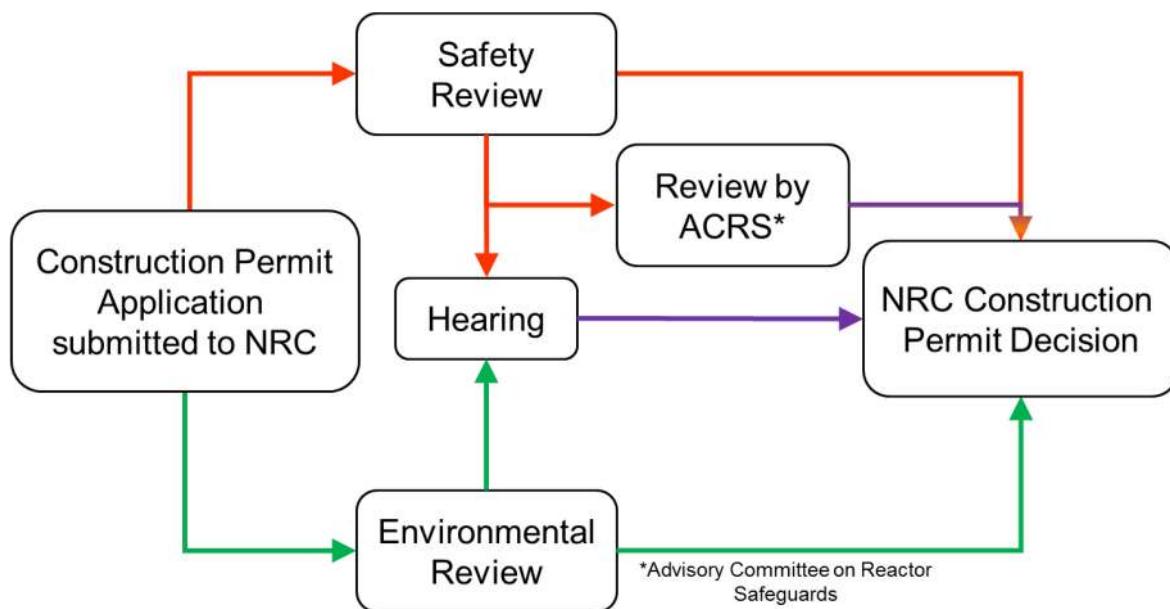 Safety
Review
Review by
ACRS*
Construction Permit
Application
submitted to NRC
Hearing
NRC Construction
Permit Decision
Environmental
Review
*Advisory Committee on Reactor
Safeguards